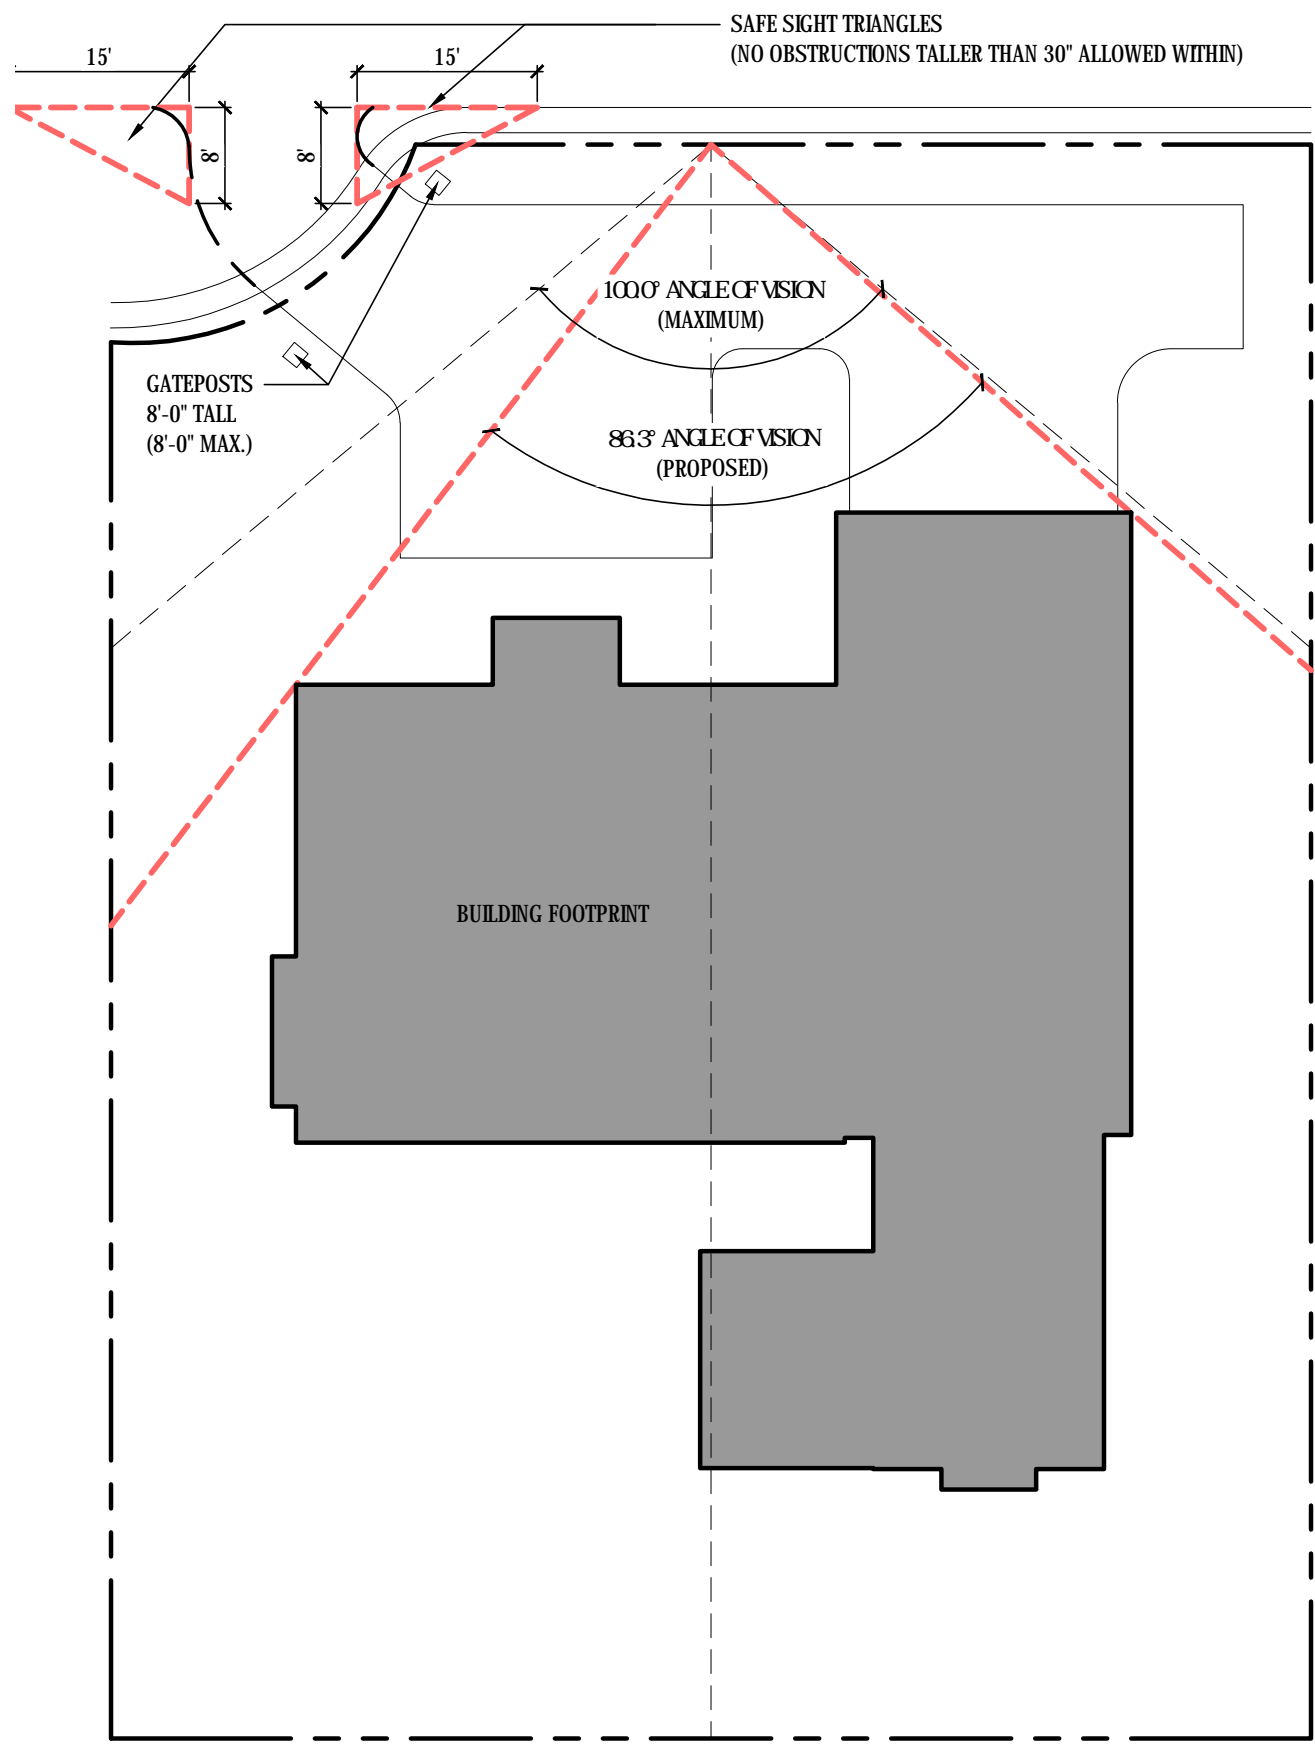 SAFE SIGHT TRIANGLES
(NO OBSTRUCTIONS TALLER THAN 30" ALLOWED WITHIN)
15'
15'
8'
8'
100.0° ANGLE OF VISION
(MAXIMUM)
GATEPOSTS
8'-0" TALL
(8'-0" MAX.)
86.3° ANGLE OF VISION
(PROPOSED)
BUILDING FOOTPRINT